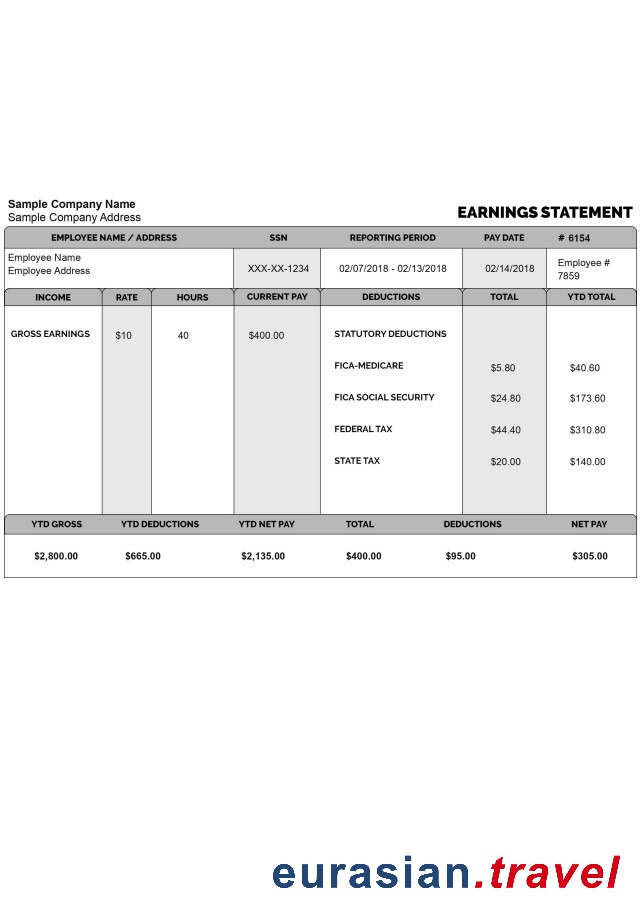 Sample Company Name
Sample Company Address
EARNINGS STATEMENT
EMPLOYEE NAME / ADDRESS SSN REPORTING PERIOD PAY DATE # 6154
Employee Name
Employee Address
XXX-XX-1234 02/07/2018 - 02/13/2018 02/14/2018
Employee #
7859
INCOME RATE HOURS CURRENT PAY DEDUCTIONS TOTAL YTD TOTAL
GROSS EARNINGS $10 40 $400.00 STATUTORY DEDUCTIONS
FICA-MEDICARE $5.80 $40.60
FICA SOCIAL SECURITY $24.80 $173.60
FEDERAL TAX $44.40 $310.80
STATE TAX $20.00 $140.00
YTD GROSS YTD DEDUCTIONS YTD NET PAY TOTAL DEDUCTIONS NET PAY
$2,800.00 $665.00 $2,135.00 $400.00 $95.00 $305.00
eurasian.travel